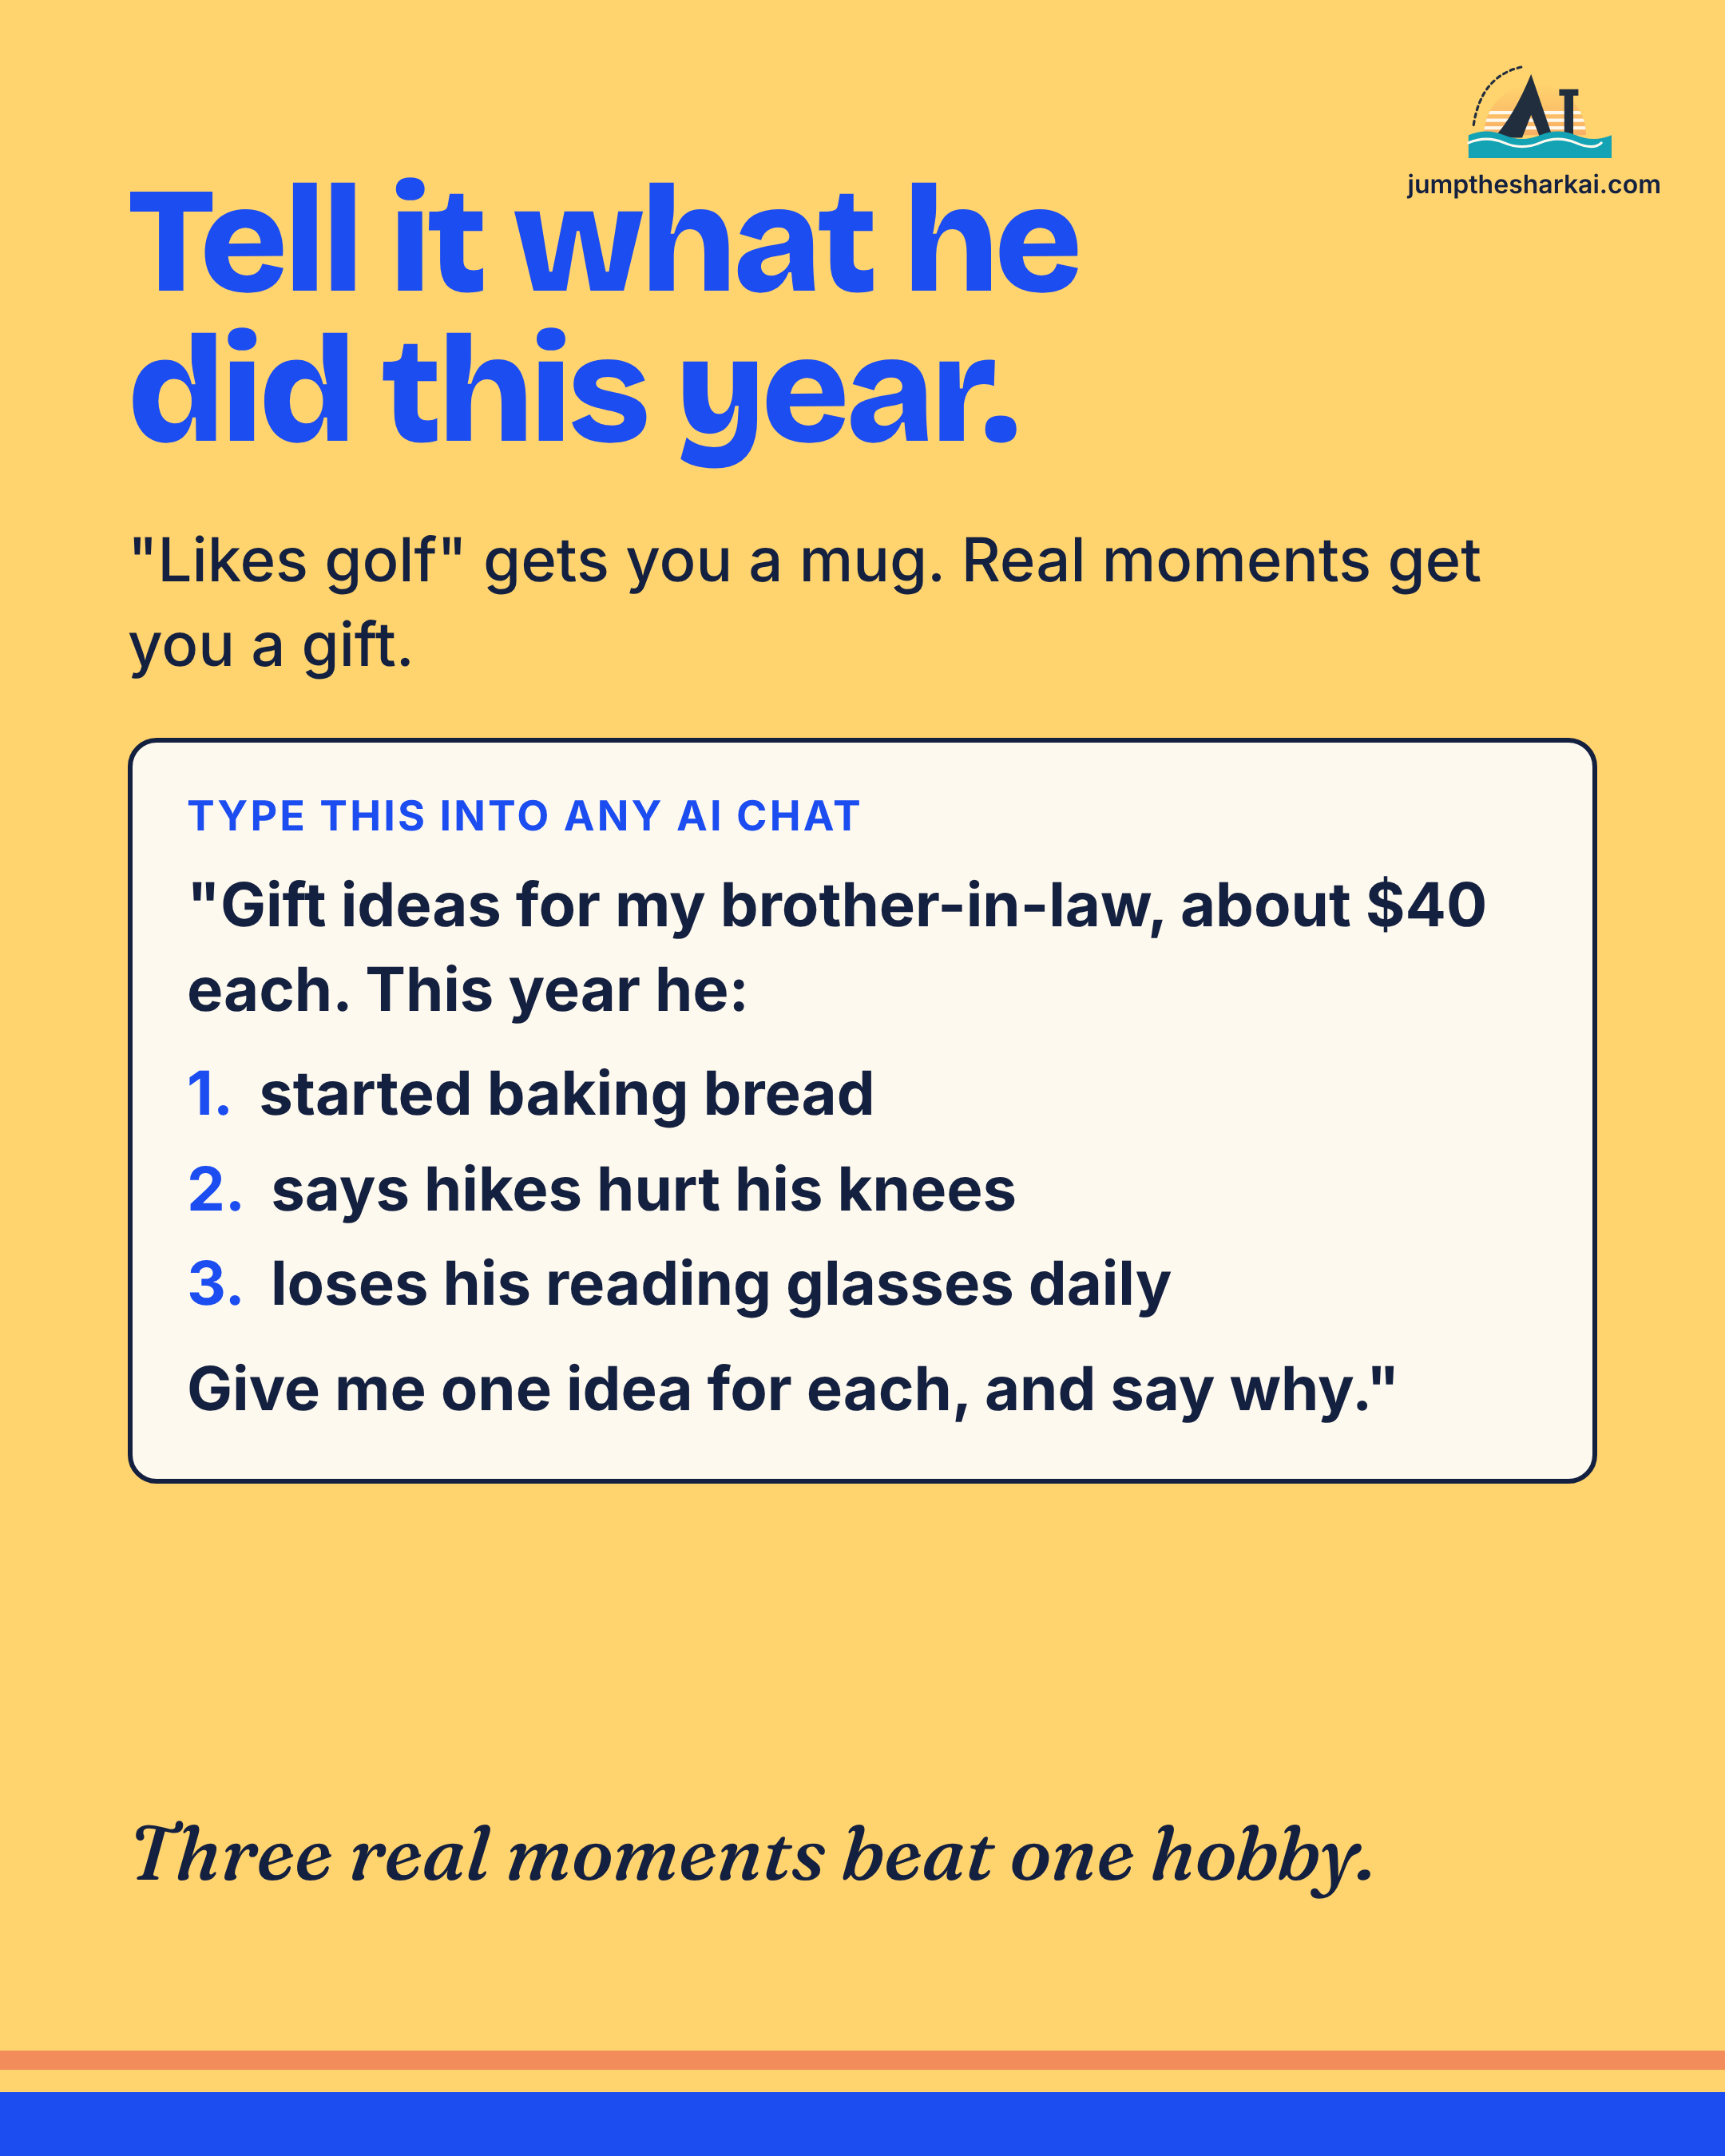 AI
jumpthesharkai.com
Tell it what he
did this year.
"Likes golf" gets you a mug. Real moments get
you a gift.
TYPE THIS INTO ANY AI CHAT
"Gift ideas for my brother-in-law, about $40
each. This year he:
1. started baking bread
2. says hikes hurt his knees
3. loses his reading glasses daily
Give me one idea for each, and say why."
Three real moments beat one hobby.